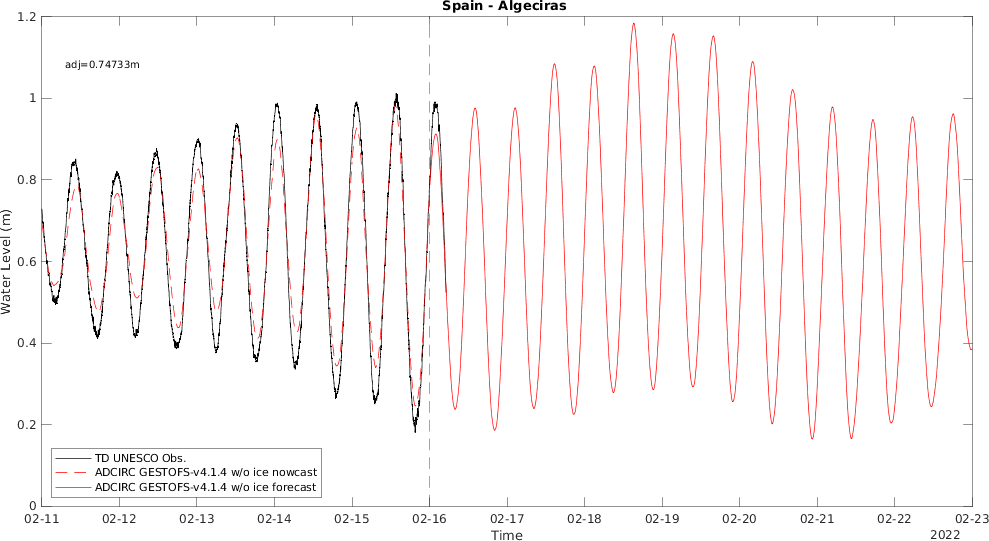 Spain - Algeciras
1.2
1
0.8
0.6
0.4
0.2
0
Water Level (m)
adj=0.74733m
TD UNESCO Obs.
ADCIRC GESTOFS-v4.1.4 w/o ice nowcast
ADCIRC GESTOFS-v4.1.4 w/o ice forecast
02-11 02-12 02-13 02-14 02-15 02-16 02-17 02-18 02-19 02-20 02-21 02-22 02-23
Time
2022